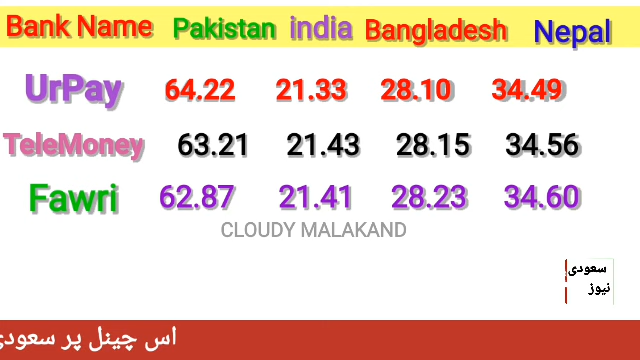 Bank Name Pakistan india Bangladesh Nepal
UrPay 64.22 21.33 28.10 34.49
TeleMoney 63.21 21.43 28.15 34.56
Fawri 62.87 21.41 28.23 34.60
CLOUDY MALAKAND
سعودی
نیوز
اس چینل پر سعودی